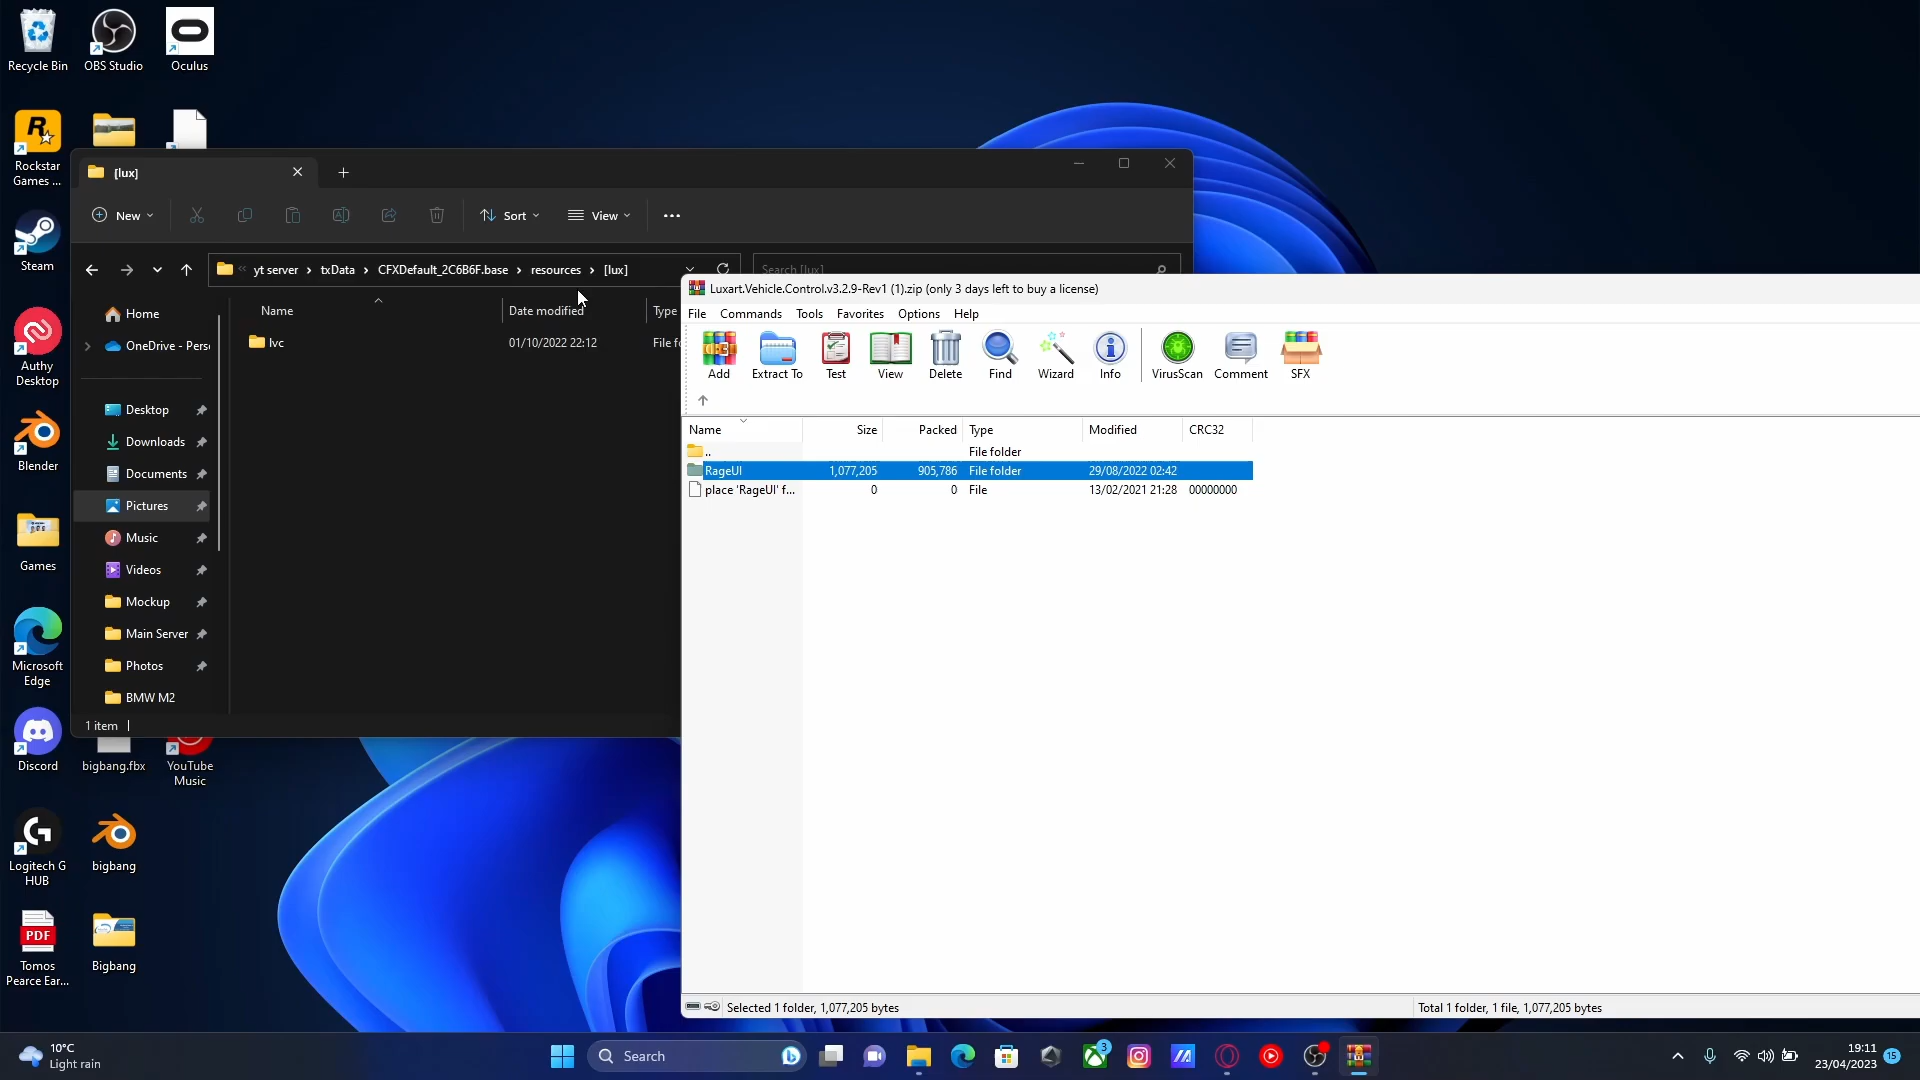 Recycle Bin
OBS Studio
Oculus
Rockstar
Games ...
Steam
Authy
Desktop
Blender
Games
Microsoft
Edge
Discord
bigbang.fbx
YouTube
Music
Logitech G
HUB
bigbang
PDF
Tomos
Pearce Ear...
Bigbang
[lux]
New
Sort
View
yt server
txData
CFXDefault_2C6B6F.base
resources
[lux]
Search [lux]
Home
OneDrive - Perso
Desktop
Downloads
Documents
Pictures
Music
Videos
Mockup
Main Server
Photos
BMW M2
Name
Date modified
Type
lvc
01/10/2022 22:12
File fo
1 item
Luxart.Vehicle.Control.v3.2.9-Rev1 (1).zip (only 3 days left to buy a license)
File Commands Tools Favorites Options Help
Add
Extract To
Test
View
Delete
Find
Wizard
Info
VirusScan
Comment
SFX
Name Size Packed Type Modified CRC32
.. File folder
RageUI 1,077,205 905,786 File folder 29/08/2022 02:42
place 'RageUI' f... 0 0 File 13/02/2021 21:28 00000000
Selected 1 folder, 1,077,205 bytes
Total 1 folder, 1 file, 1,077,205 bytes
10°C
Light rain
Search
3
19:11
23/04/2023
15